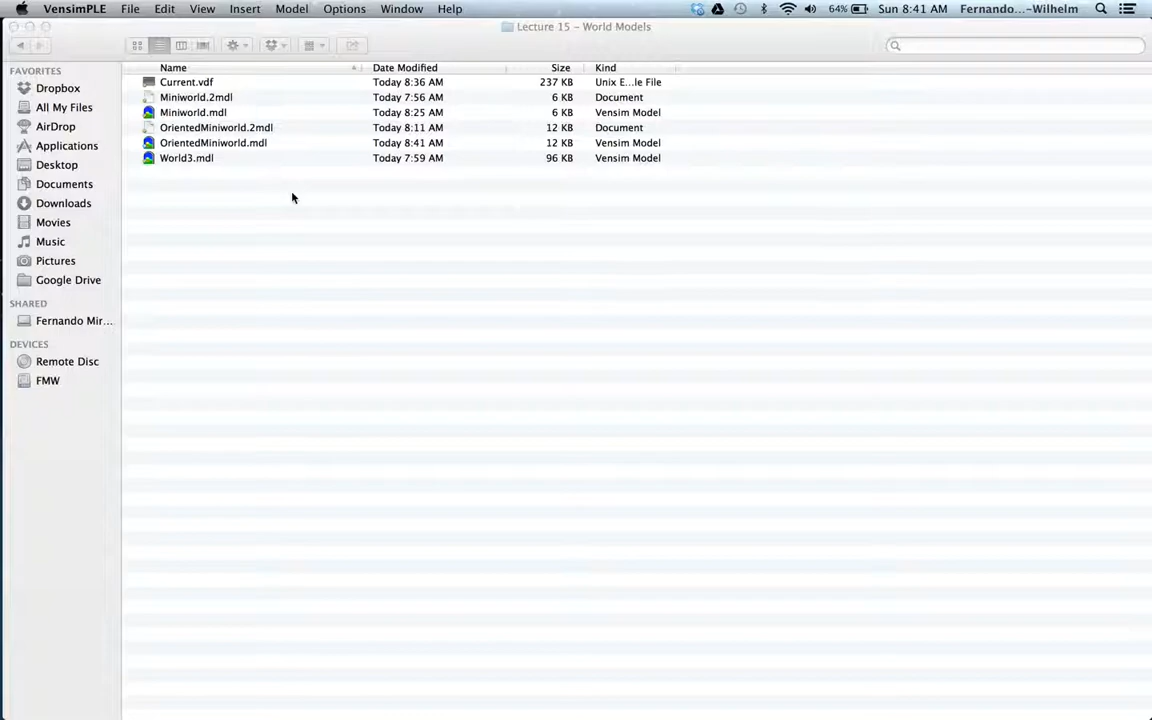 VensimPLE File Edit View Insert Model Options Window Help 64% Sun 8:41 AM Fernando...-Wilhelm
Lecture 15 – World Models
FAVORITES
Dropbox
All My Files
AirDrop
Applications
Desktop
Documents
Downloads
Movies
Music
Pictures
Google Drive
SHARED
Fernando Mir...
DEVICES
Remote Disc
FMW
Name Date Modified Size Kind
Current.vdf Today 8:36 AM 237 KB Unix E...le File
Miniworld.2mdl Today 7:56 AM 6 KB Document
Miniworld.mdl Today 8:25 AM 6 KB Vensim Model
OrientedMiniworld.2mdl Today 8:11 AM 12 KB Document
OrientedMiniworld.mdl Today 8:41 AM 12 KB Vensim Model
World3.mdl Today 7:59 AM 96 KB Vensim Model